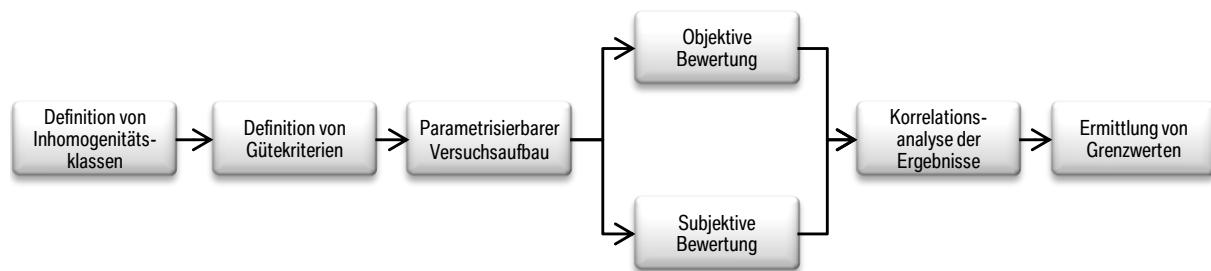 Definition von
Inhomogenitäts-
klassen
Definition von
Gütekriterien
Parametrisierbarer
Versuchsaufbau
Objektive
Bewertung
Subjektive
Bewertung
Korrelations-
analyse der
Ergebnisse
Ermittlung von
Grenzwerten